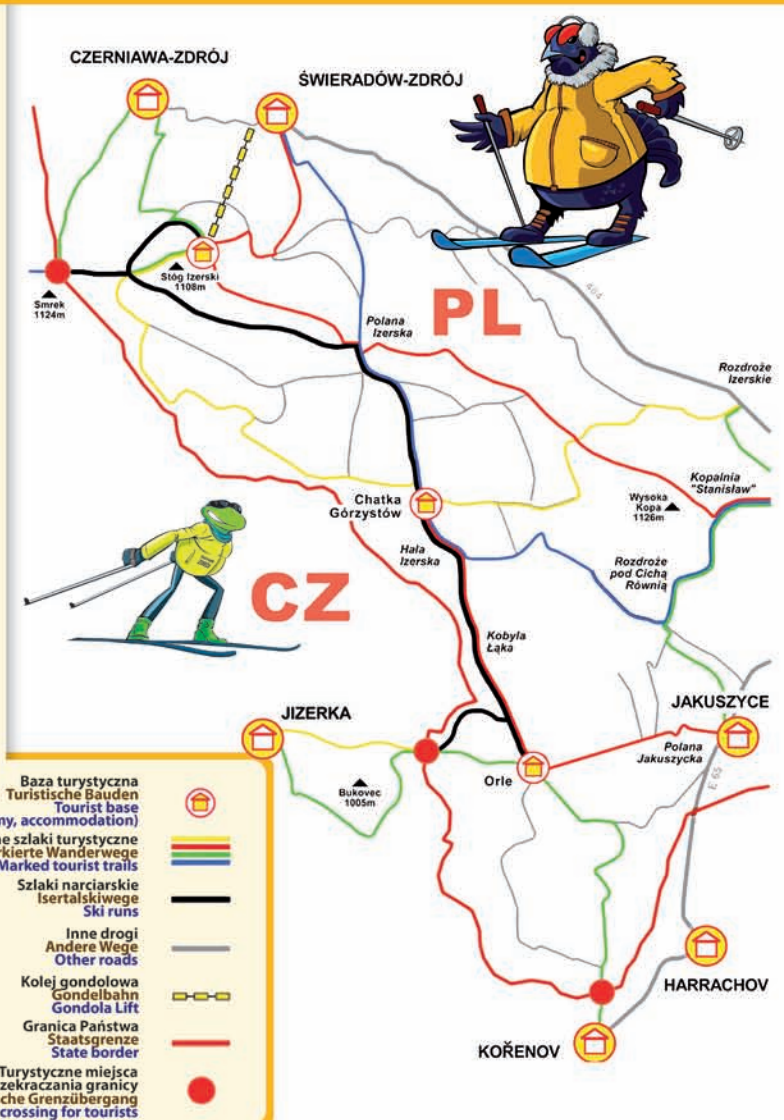 CZERNIAWA-ZDRÓJ
ŚWIERADÓW-ZDRÓJ
Stóg Izerski
1108m
Smrek
1124m
Polana
Izerska
PL
404
Rozdroże
Izerskie
Kopalnia
"Stanisław"
Wysoka
Kopa
1126m
Chatka
Górzystów
Hala
Izerska
Rozdroże
pod Cichą
Równią
CZ
Kobyla
Łąka
JIZERKA
JAKUSZYCE
Polana
Jakuszycka
E 65
Orle
Bukovec
1005m
HARRACHOV
KOŘENOV
Baza turystyczna
Turistische Bauden
Tourist base
accommodation)
szlaki turystyczne
Wanderwege
Marked tourist trails
Szlaki narciarskie
Isertalskiwege
Ski runs
Inne drogi
Andere Wege
Other roads
Kolej gondolowa
Gondelbahn
Gondola Lift
Granica Państwa
Staatsgrenze
State border
Turystyczne miejsca
granicy
Grenzübergang
crossing for tourists